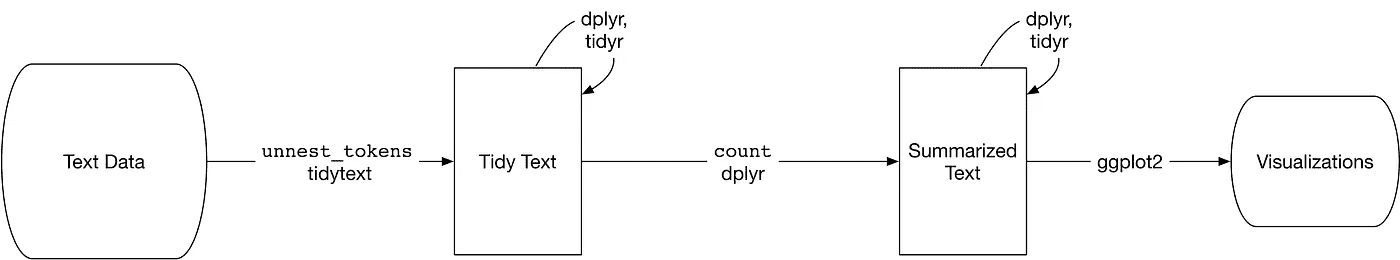 Text Data
unnest_tokens
tidytext
dplyr,
tidyr
Tidy Text
count
dplyr
dplyr,
tidyr
Summarized
Text
ggplot2
Visualizations